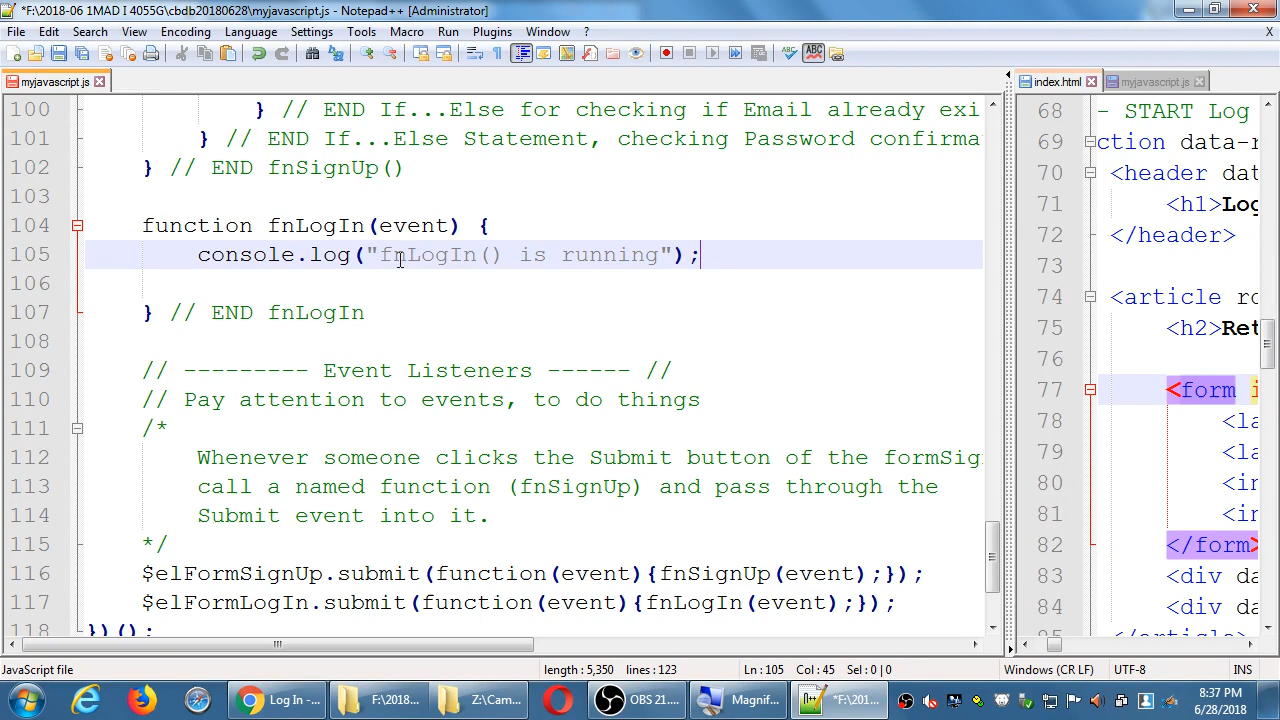 *F:\2018-06 1MAD I 4055G\cbdb20180628\myjavascript.js - Notepad++ [Administrator]
File Edit Search View Encoding Language Settings Tools Macro Run Plugins Window ? X
myjavascript.js
100 } // END If...Else for checking if Email already exi
101 } // END If...Else Statement, checking Password confirma
102 } // END fnSignUp()
103
104 function fnLogIn(event) {
105 console.log("fnLogIn() is running");
106
107 } // END fnLogIn
108
109 // --------- Event Listeners ------ //
110 // Pay attention to events, to do things
111 /*
112 Whenever someone clicks the Submit button of the formSig
113 call a named function (fnSignUp) and pass through the
114 Submit event into it.
115 */
116 $elFormSignUp.submit(function(event){fnSignUp(event);});
117 $elFormLogIn.submit(function(event){fnLogIn(event);});
118 })();
index.html myjavascript.js
68 - START Log
69 ction data-r
70 <header dat
71 <h1>Log
72 </header>
73
74 <article ro
75 <h2>Ret
76
77 <form i
78 <la
79 <la
80 <in
81 <in
82 </form>
83 <div da
84 <div da
85 </article>
JavaScript file length : 5,350 lines : 123 Ln : 105 Col : 45 Sel : 0 | 0 Windows (CR LF) UTF-8 INS
Log In -... F:\2018... Z:\Cam... OBS 21.... Magnif... *F:\201...
8:37 PM
6/28/2018